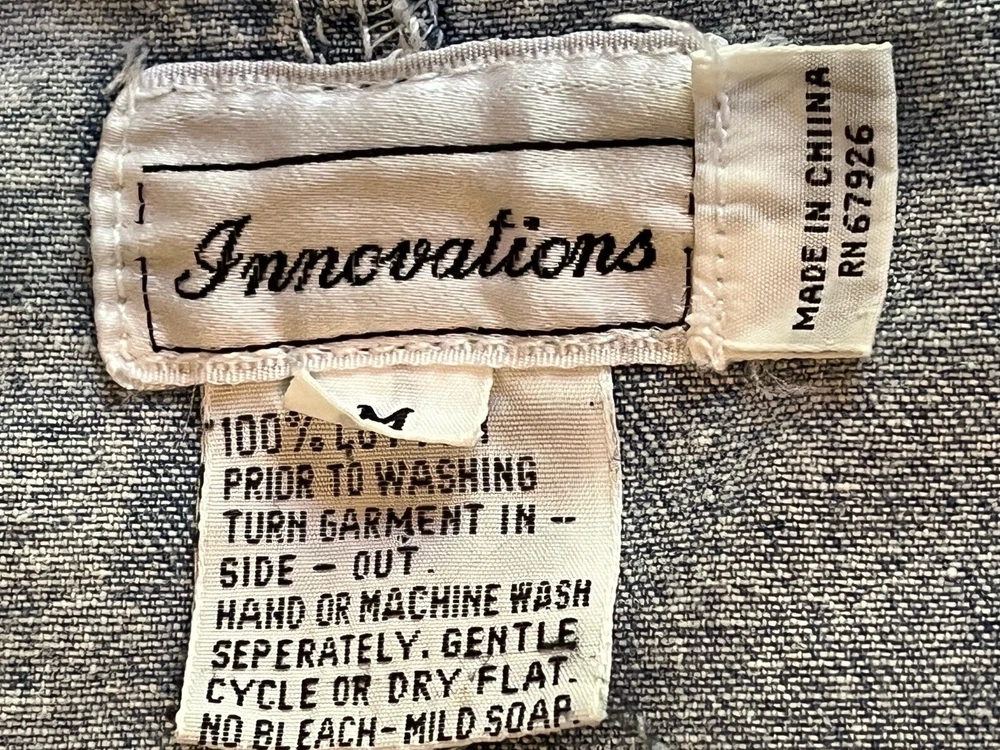 Innovations
MADE IN CHIINA
RN 67926
M
100%
PRIOR TO WASHING
TURN GARMENT IN --
SIDE - OUT.
HAND OR MACHINE WASH
SEPERATELY. GENTLE
CYCLE OR DRY FLAT.
NO BLEACH-MILD SOAP.